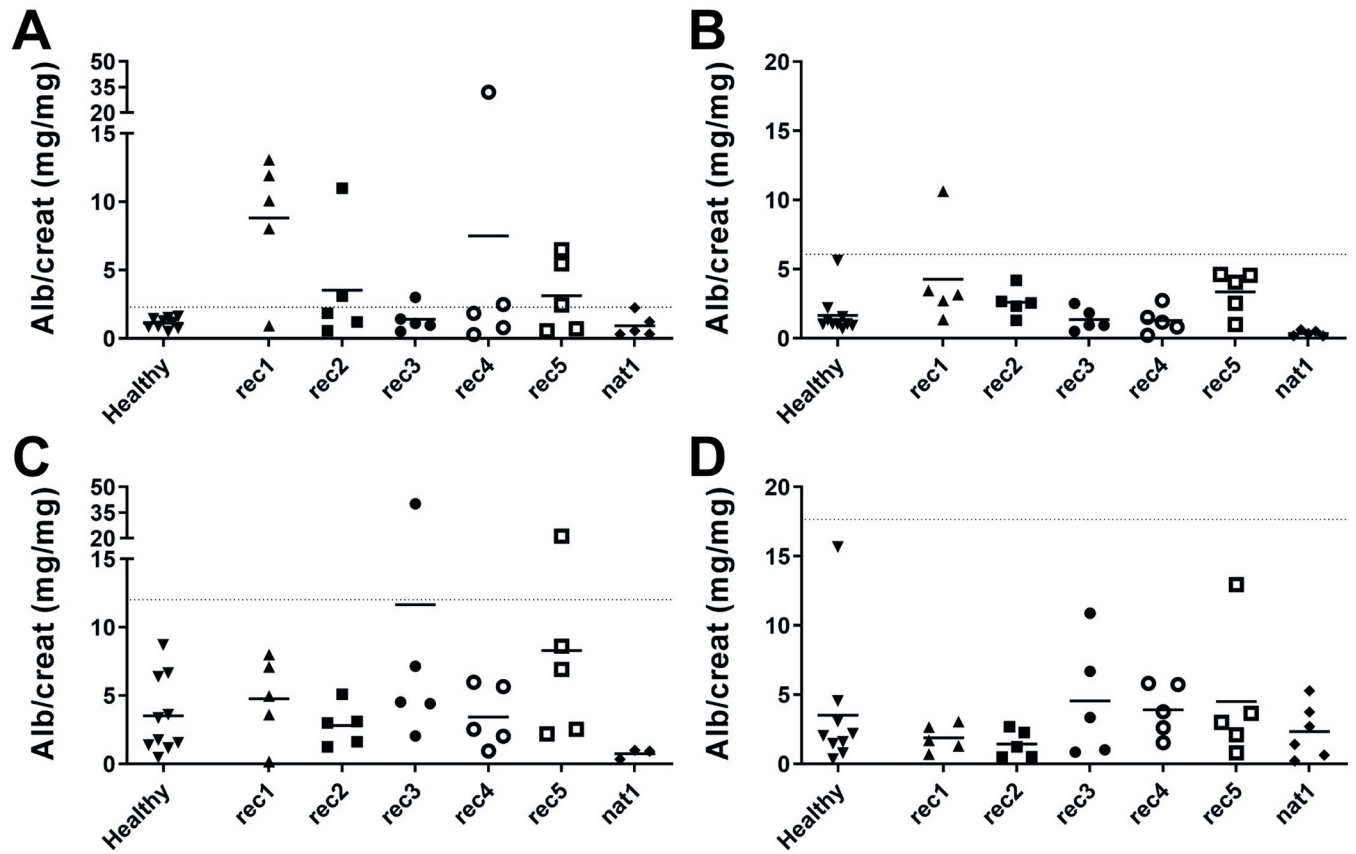 A
Alb/creat (mg/mg)
50
35
20
15
10
5
0
Healthy
rec1
rec2
rec3
rec4
rec5
nat1
B
Alb/creat (mg/mg)
20
15
10
5
0
Healthy
rec1
rec2
rec3
rec4
rec5
nat1
C
Alb/creat (mg/mg)
50
35
20
15
10
5
0
Healthy
rec1
rec2
rec3
rec4
rec5
nat1
D
Alb/creat (mg/mg)
20
15
10
5
0
Healthy
rec1
rec2
rec3
rec4
rec5
nat1